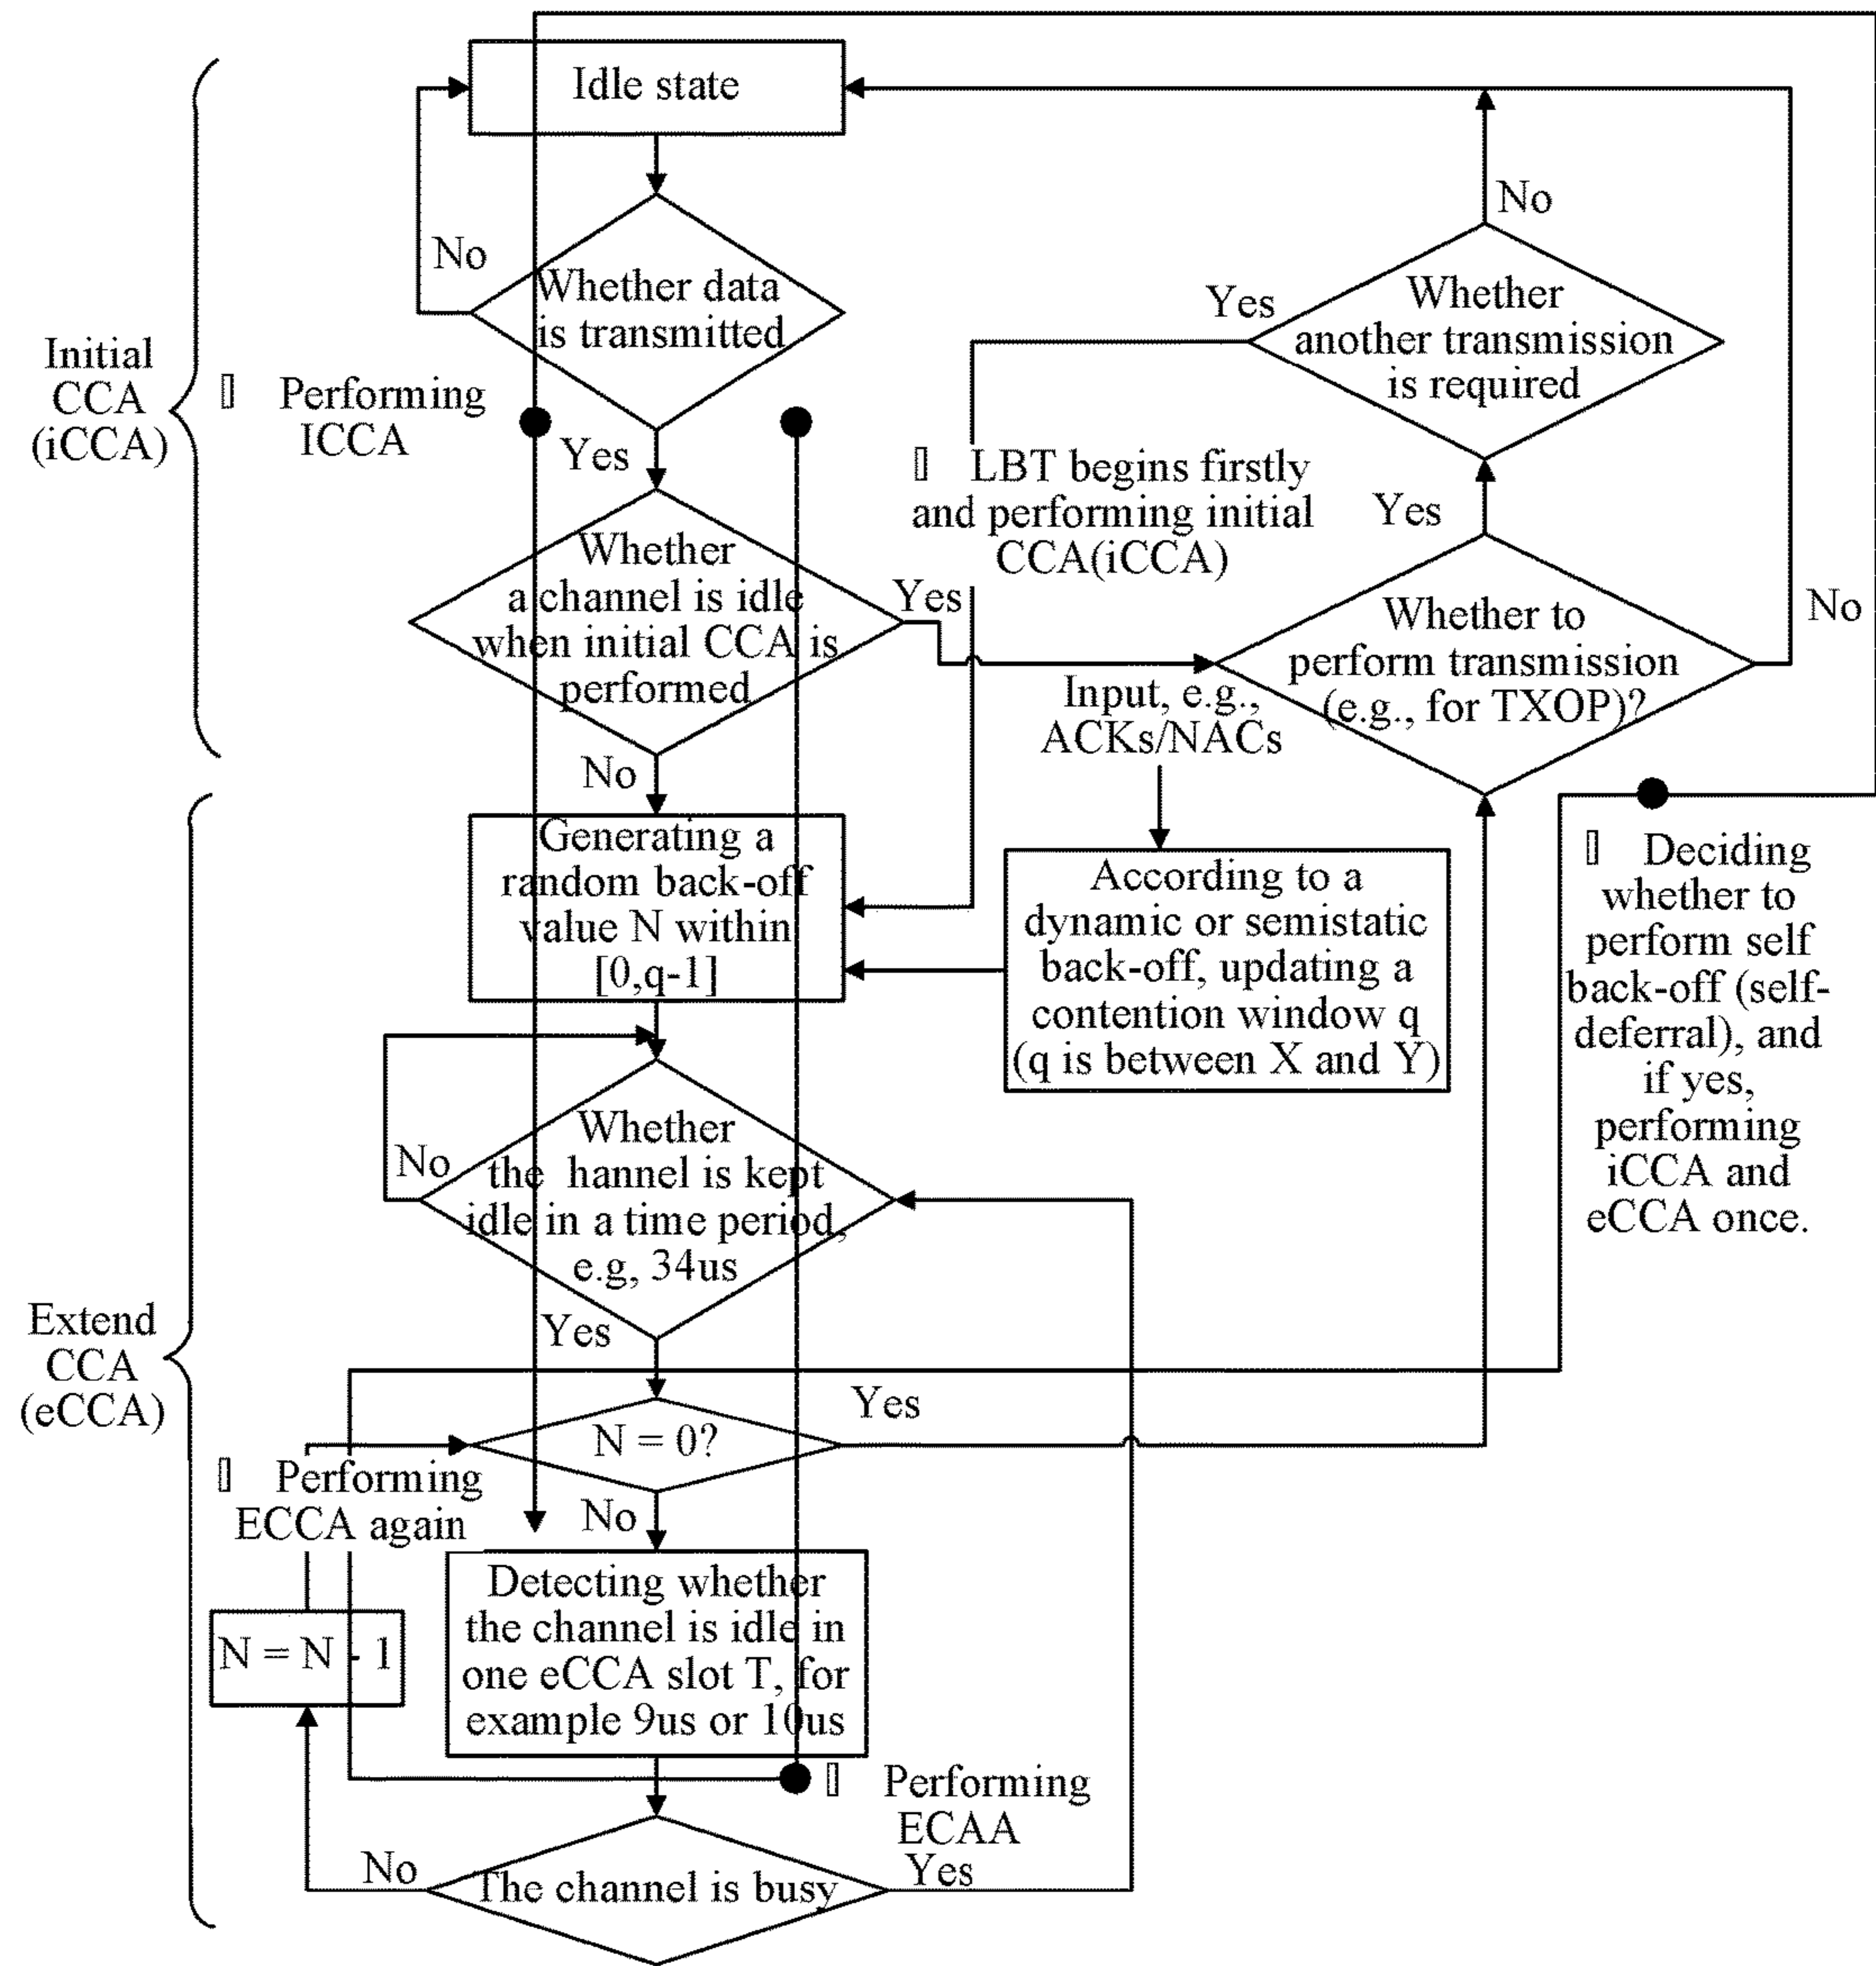 Idle state
No
Whether data
is transmitted
Initial
CCA
(iCCA)
Performing
ICCA
Yes
Whether
a channel is idle
when initial CCA is
performed
Yes
No
No
Whether
another transmission
is required
Yes
LBT begins firstly
and performing initial
CCA(iCCA)
Yes
Whether to
perform transmission
(e.g., for TXOP)?
No
Input, e.g.,
ACKs/NACs
Generating a
random back-off
value N within
[0,q-1]
According to a
dynamic or semistatic
back-off, updating a
contention window q
(q is between X and Y)
Deciding
whether to
perform self
back-off (self-
deferral), and
if yes,
performing
iCCA and
eCCA once.
No
Whether
the hannel is kept
idle in a time period,
e.g, 34us
Yes
Extend
CCA
(eCCA)
N = 0?
Yes
Performing
ECCA again
No
Detecting whether
the channel is idle in
one eCCA slot T, for
example 9us or 10us
N = N - 1
Performing
ECAA
No
The channel is busy
Yes